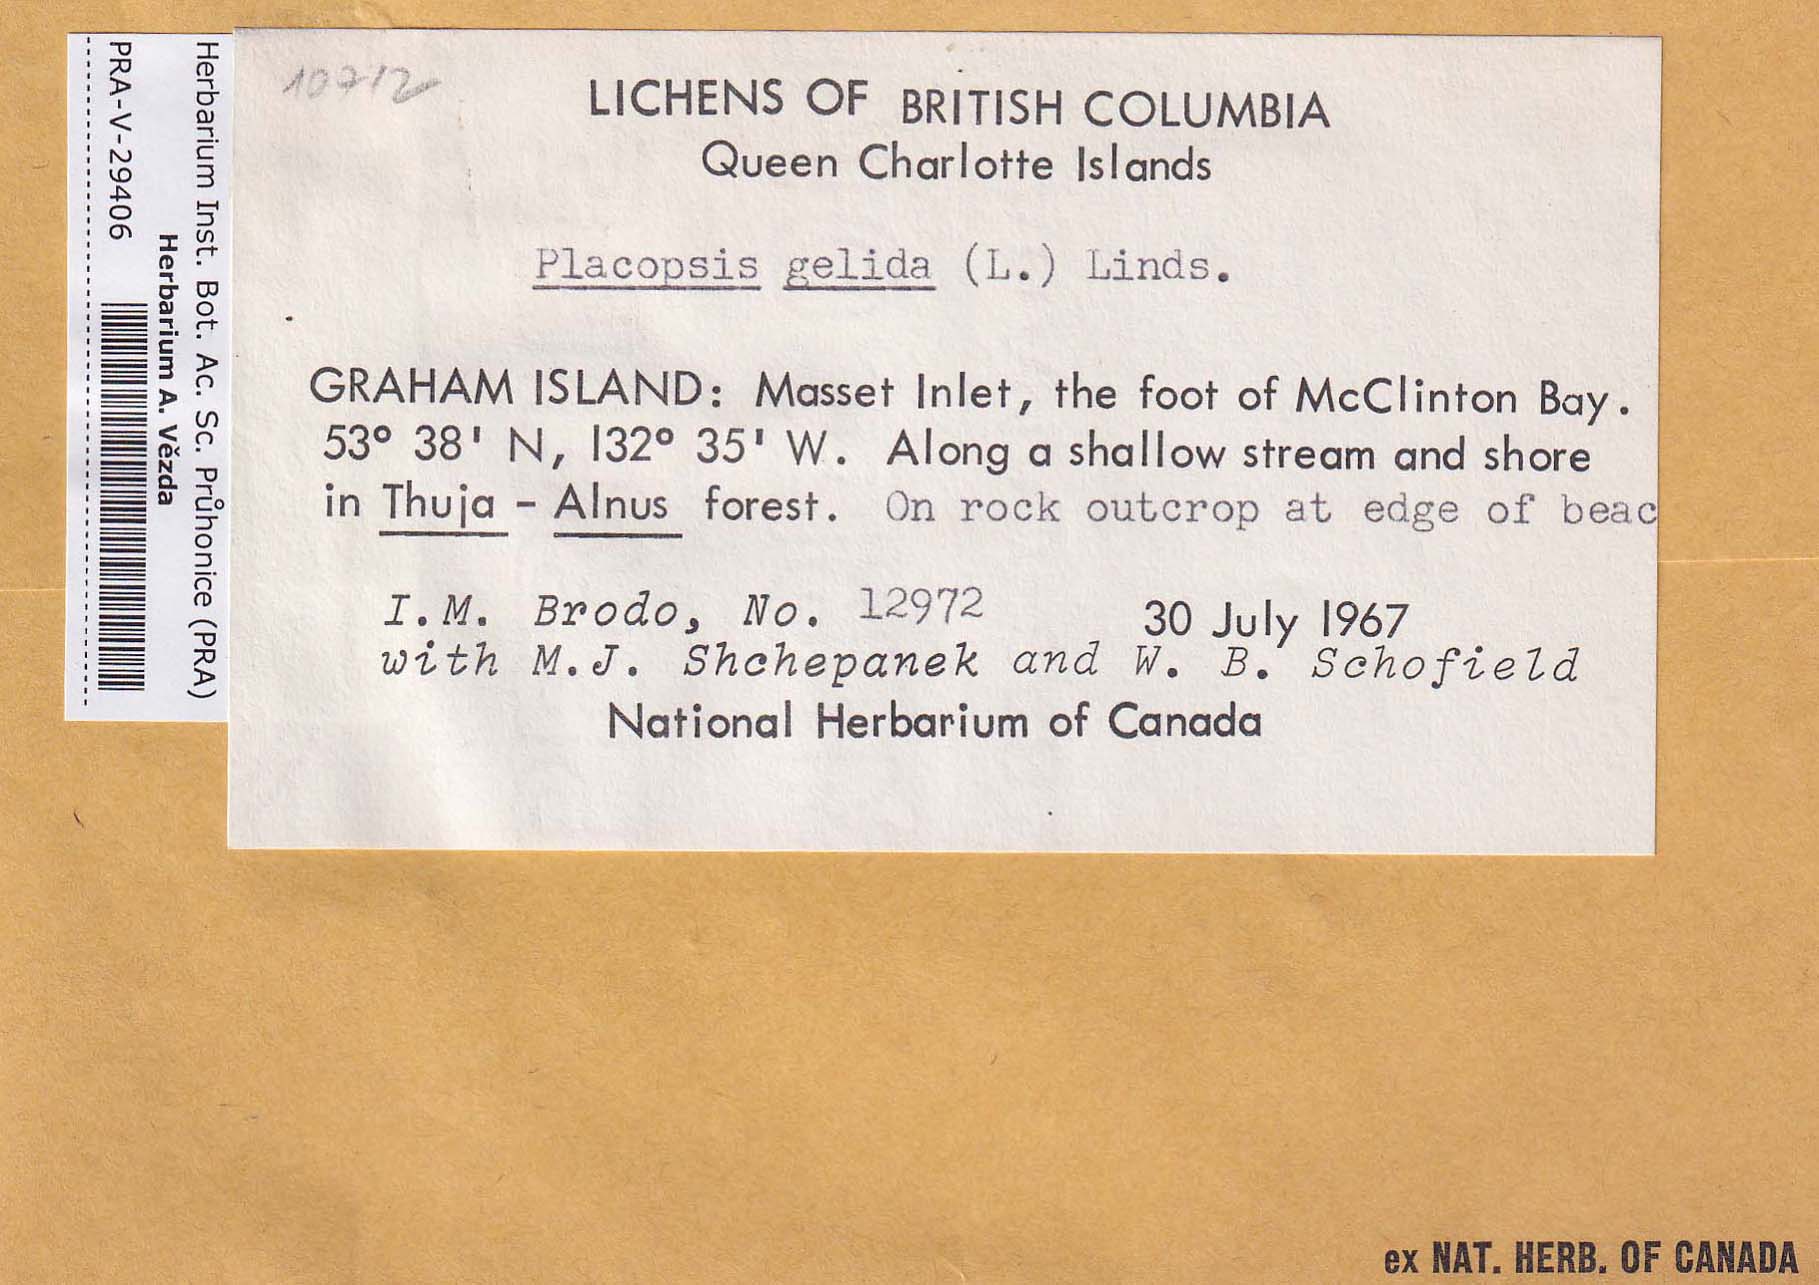 10712
LICHENS OF BRITISH COLUMBIA
Queen Charlotte Islands
Placopsis gelida (L.) Linds.
GRAHAM ISLAND: Masset Inlet, the foot of McClinton Bay.
53° 38' N, 132° 35' W. Along a shallow stream and shore
in Thuja - Alnus forest. On rock outcrop at edge of beac
I.M. Brodo, No. 12972 30 July 1967
with M.J. Shchepanek and W. B. Schofield
National Herbarium of Canada
Herbarium Inst. Bot. Ac. Sc. Průhonice (PRA)
Herbarium A. Vězda
PRA-V-29406
ex NAT. HERB. OF CANADA